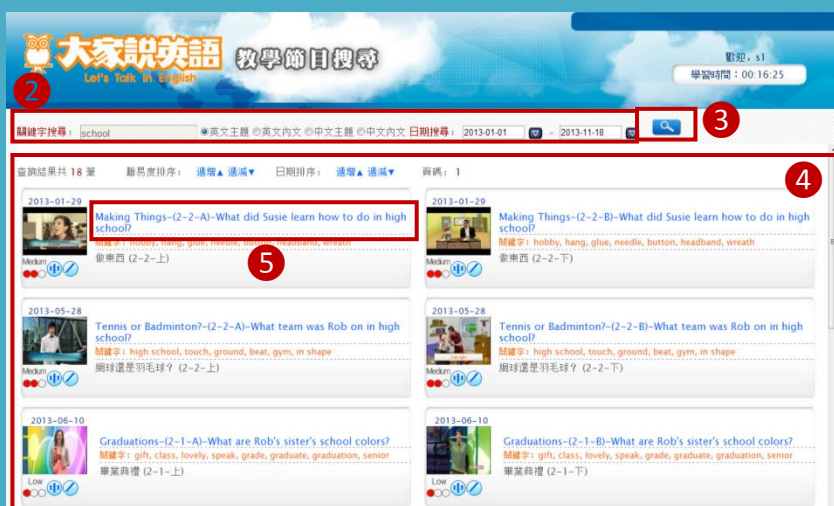 大家說英語 教學節目搜尋
Let's Talk in English
歡迎，s1
學習時間：00:16:25
2
3
關鍵字搜尋： school 英文主題 英文內文 中文主題 中文內文 日期搜尋： 2013-01-01 - 2013-11-18
4
查詢結果共 18 筆 難易度排序： 遞增▲ 遞減▼ 日期排序： 遞增▲ 遞減▼ 頁碼： 1
2013-01-29
Making Things-(2-2-A)-What did Susie learn how to do in high
school?
關鍵字: hobby, hang, glue, needle, button, headband, wreath
做東西 (2-2-上)
Medium
中
5
2013-01-29
Making Things-(2-2-B)-What did Susie learn how to do in high
school?
關鍵字: hobby, hang, glue, needle, button, headband, wreath
做東西 (2-2-下)
Medium
中
2013-05-28
Tennis or Badminton?-(2-2-A)-What team was Rob on in high
school?
關鍵字: high school, touch, ground, beat, gym, in shape
網球還是羽毛球？ (2-2-上)
Medium
中
2013-05-28
Tennis or Badminton?-(2-2-B)-What team was Rob on in high
school?
關鍵字: high school, touch, ground, beat, gym, in shape
網球還是羽毛球？ (2-2-下)
Medium
中
2013-06-10
Graduations-(2-1-A)-What are Rob's sister's school colors?
關鍵字: gift, class, lovely, speak, grade, graduate, graduation, senior
畢業典禮 (2-1-上)
Low
中
2013-06-10
Graduations-(2-1-B)-What are Rob's sister's school colors?
關鍵字: gift, class, lovely, speak, grade, graduate, graduation, senior
畢業典禮 (2-1-下)
Low
中